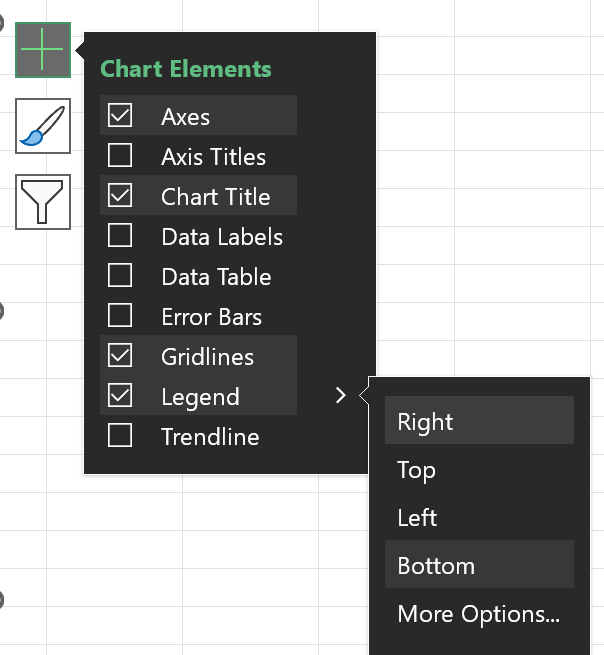 Chart Elements
Axes
Axis Titles
Chart Title
Data Labels
Data Table
Error Bars
Gridlines
Legend
Trendline
Right
Top
Left
Bottom
More Options...